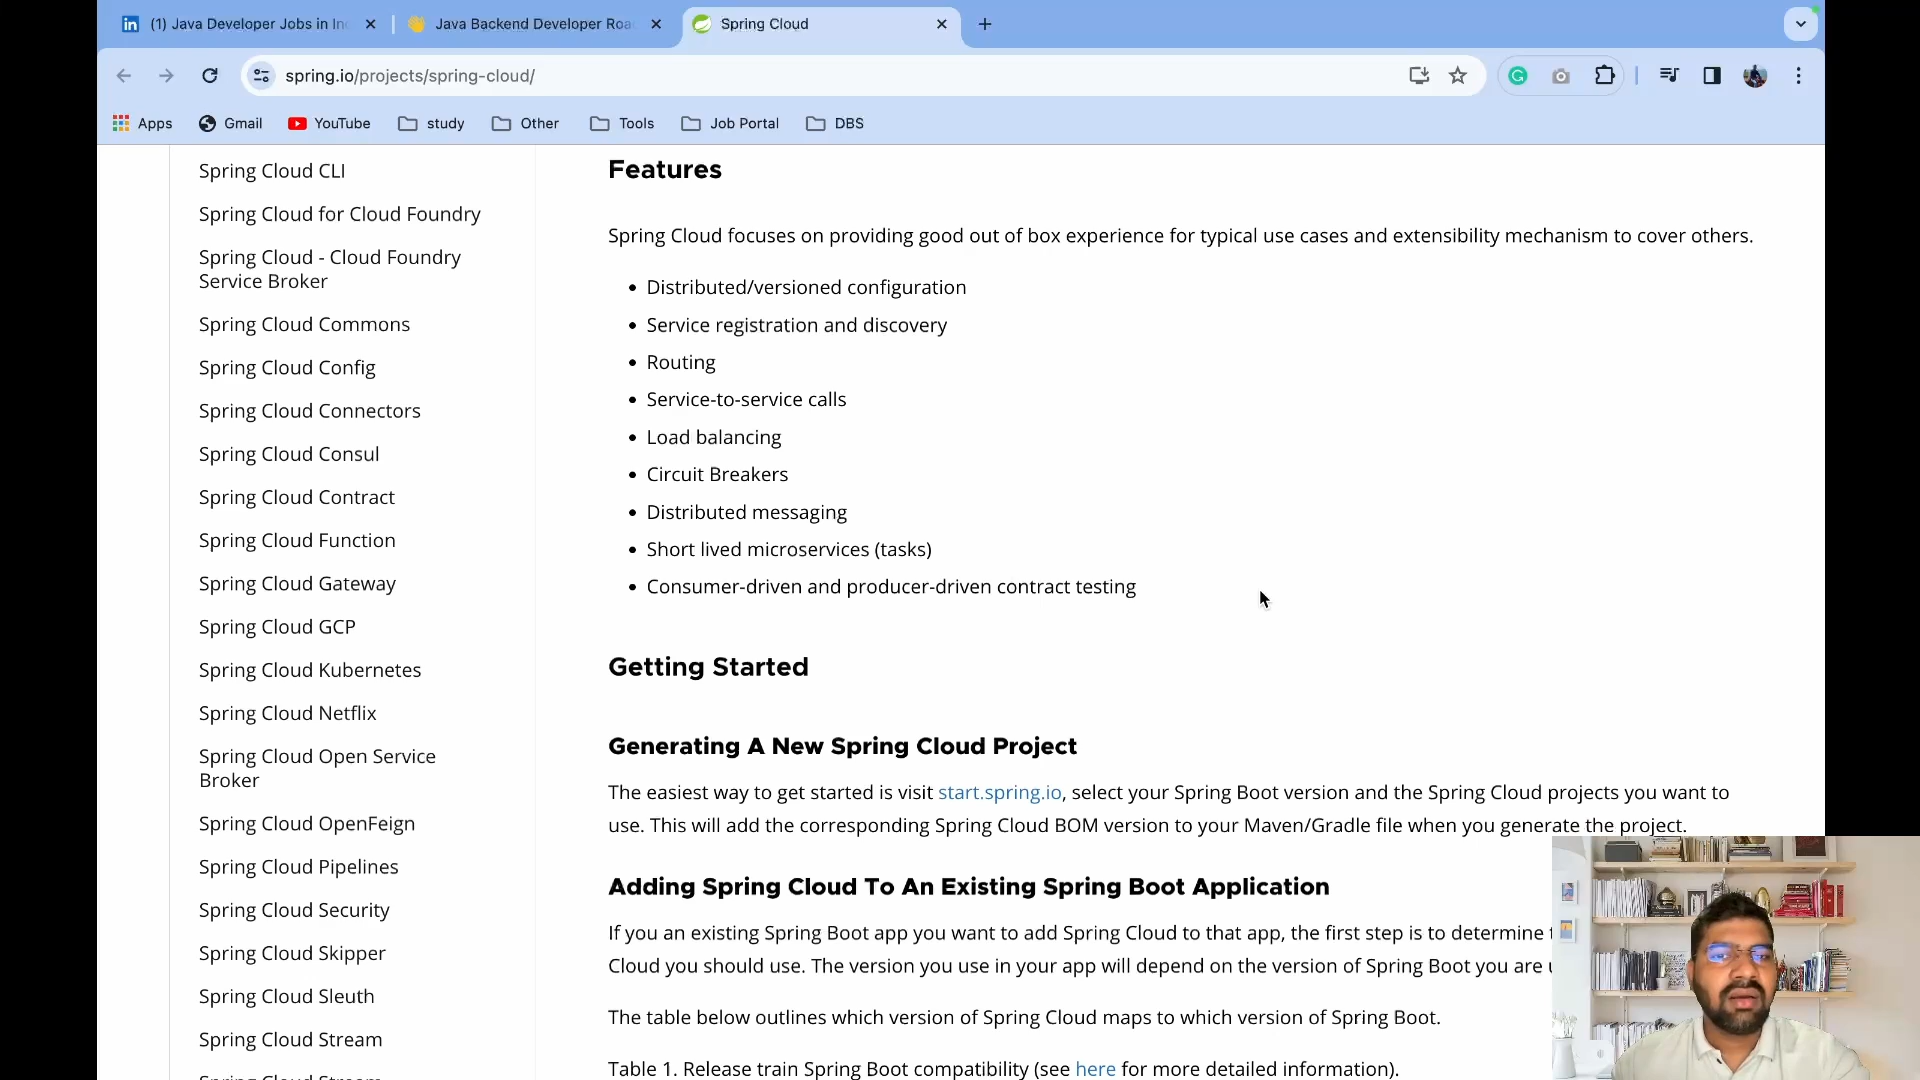 (1) Java Developer Jobs in Inc
Java Backend Developer Roa
Spring Cloud
spring.io/projects/spring-cloud/
Apps
Gmail
YouTube
study
Other
Tools
Job Portal
DBS
Spring Cloud CLI
Spring Cloud for Cloud Foundry
Spring Cloud - Cloud Foundry
Service Broker
Spring Cloud Commons
Spring Cloud Config
Spring Cloud Connectors
Spring Cloud Consul
Spring Cloud Contract
Spring Cloud Function
Spring Cloud Gateway
Spring Cloud GCP
Spring Cloud Kubernetes
Spring Cloud Netflix
Spring Cloud Open Service
Broker
Spring Cloud OpenFeign
Spring Cloud Pipelines
Spring Cloud Security
Spring Cloud Skipper
Spring Cloud Sleuth
Spring Cloud Stream
Spring Cloud Stream
Features
Spring Cloud focuses on providing good out of box experience for typical use cases and extensibility mechanism to cover others.
• Distributed/versioned configuration
• Service registration and discovery
• Routing
• Service-to-service calls
• Load balancing
• Circuit Breakers
• Distributed messaging
• Short lived microservices (tasks)
• Consumer-driven and producer-driven contract testing
Getting Started
Generating A New Spring Cloud Project
The easiest way to get started is visit start.spring.io, select your Spring Boot version and the Spring Cloud projects you want to
use. This will add the corresponding Spring Cloud BOM version to your Maven/Gradle file when you generate the project.
Adding Spring Cloud To An Existing Spring Boot Application
If you an existing Spring Boot app you want to add Spring Cloud to that app, the first step is to determine
Cloud you should use. The version you use in your app will depend on the version of Spring Boot you are
The table below outlines which version of Spring Cloud maps to which version of Spring Boot.
Table 1. Release train Spring Boot compatibility (see here for more detailed information).